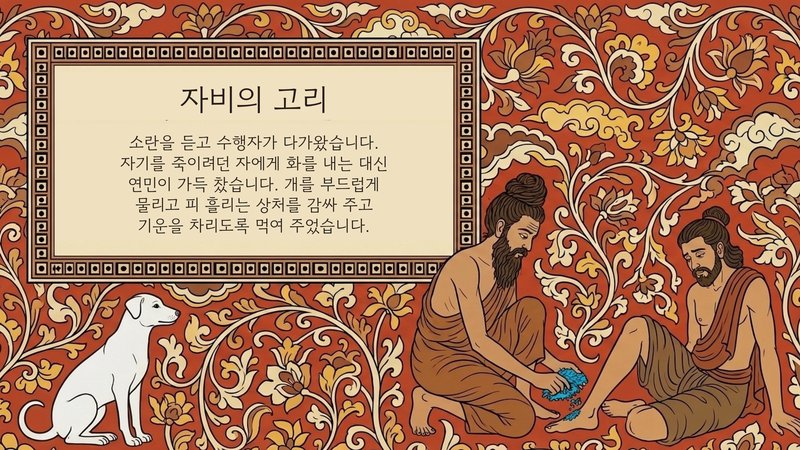 자비의 고리
소란을 듣고 수행자가 다가왔습니다.
자기를 죽이려던 자에게 화를 내는 대신
연민이 가득 찼습니다. 개를 부드럽게
물리고 피 흘리는 상처를 감싸 주고
기운을 차리도록 먹여 주었습니다.